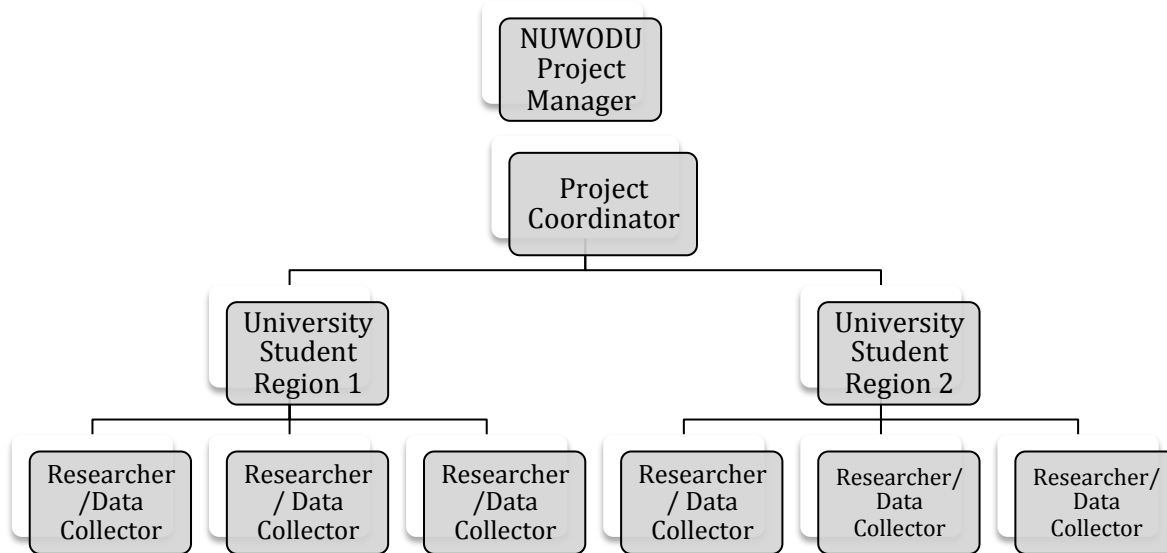 NUWODU
Project
Manager
Project
Coordinator
University
Student
Region 1
University
Student
Region 2
Researcher
/Data
Collector
Researcher
/ Data
Collector
Researcher
/Data
Collector
Researcher
/ Data
Collector
Researcher/
Data
Collector
Researcher/
Data
Collector